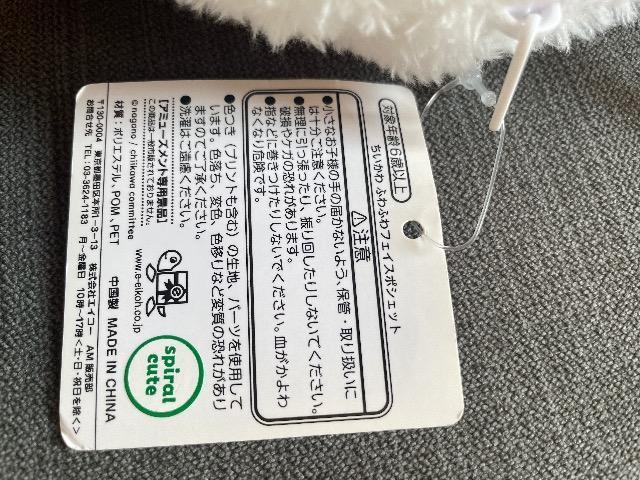 対象年齢6歳以上
ちいかわ ふわふわフェイスポシェット
⚠注意
●小さなお子様の手の届かないよう、保管・取り扱いに
は十分ご注意ください。
●無理に引っ張ったり、振り回したりしないでください。
破損やケガの恐れがあります。
●指などに巻きつけたりしないでください。血がかよわ
なくなり危険です。
●色つき(プリントも含む)の生地、パーツを使用して
います。色落ち、変色、色移りなど変質の恐れがあり
ますのでご了承ください。
●洗濯はご遠慮ください。
【アミューズメント専用景品】
この商品は一般市販されておりません。
©nagano / chiikawa committee
材質:ポリエステル、POM、PET
中国製 MADE IN CHINA
e
www.e-eikoh.co.jp
spiral
cute
〒130-0004 東京都墨田区本所1-3-13 株式会社エイコー AM販売部
お問合せ先 TEL:03-3624-1183 月~金曜日 10時~17時<土・日・祝日を除く>